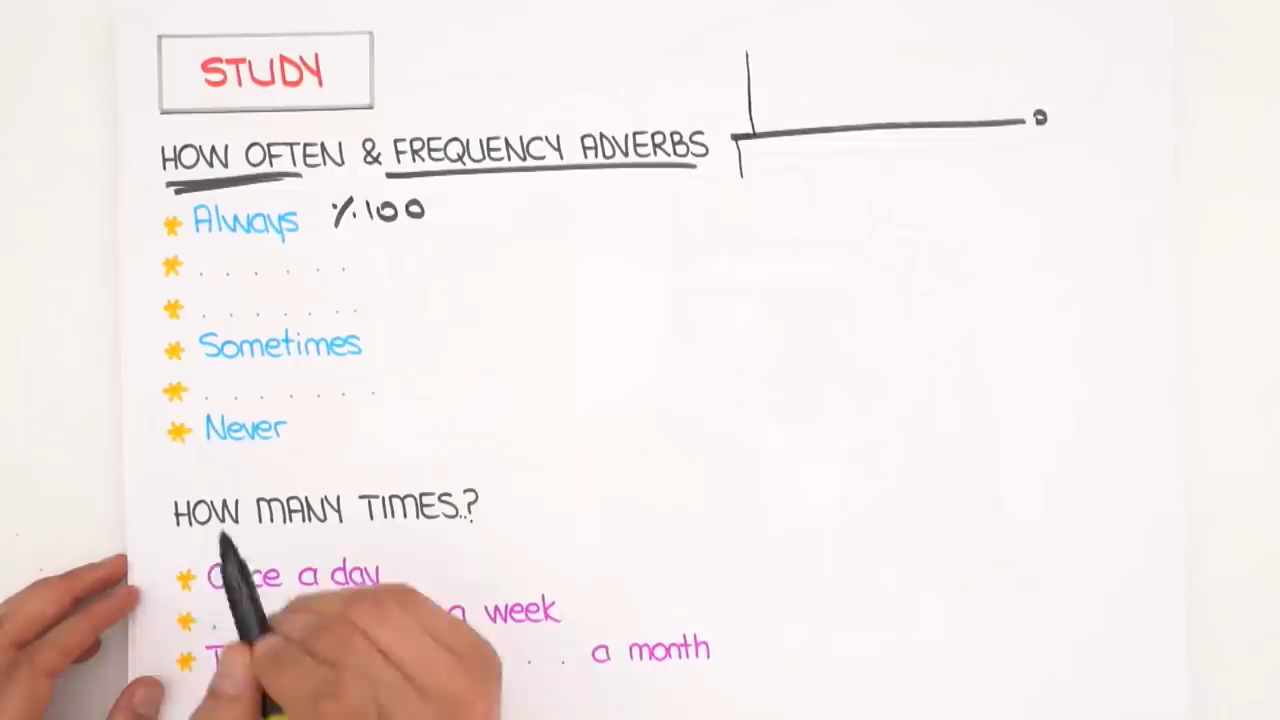 STUDY
HOW OFTEN & FREQUENCY ADVERBS
Always %100
. . . . . .
. . . . . . .
Sometimes
. . . . . . .
Never
HOW MANY TIMES..?
a day
a week
. . a month